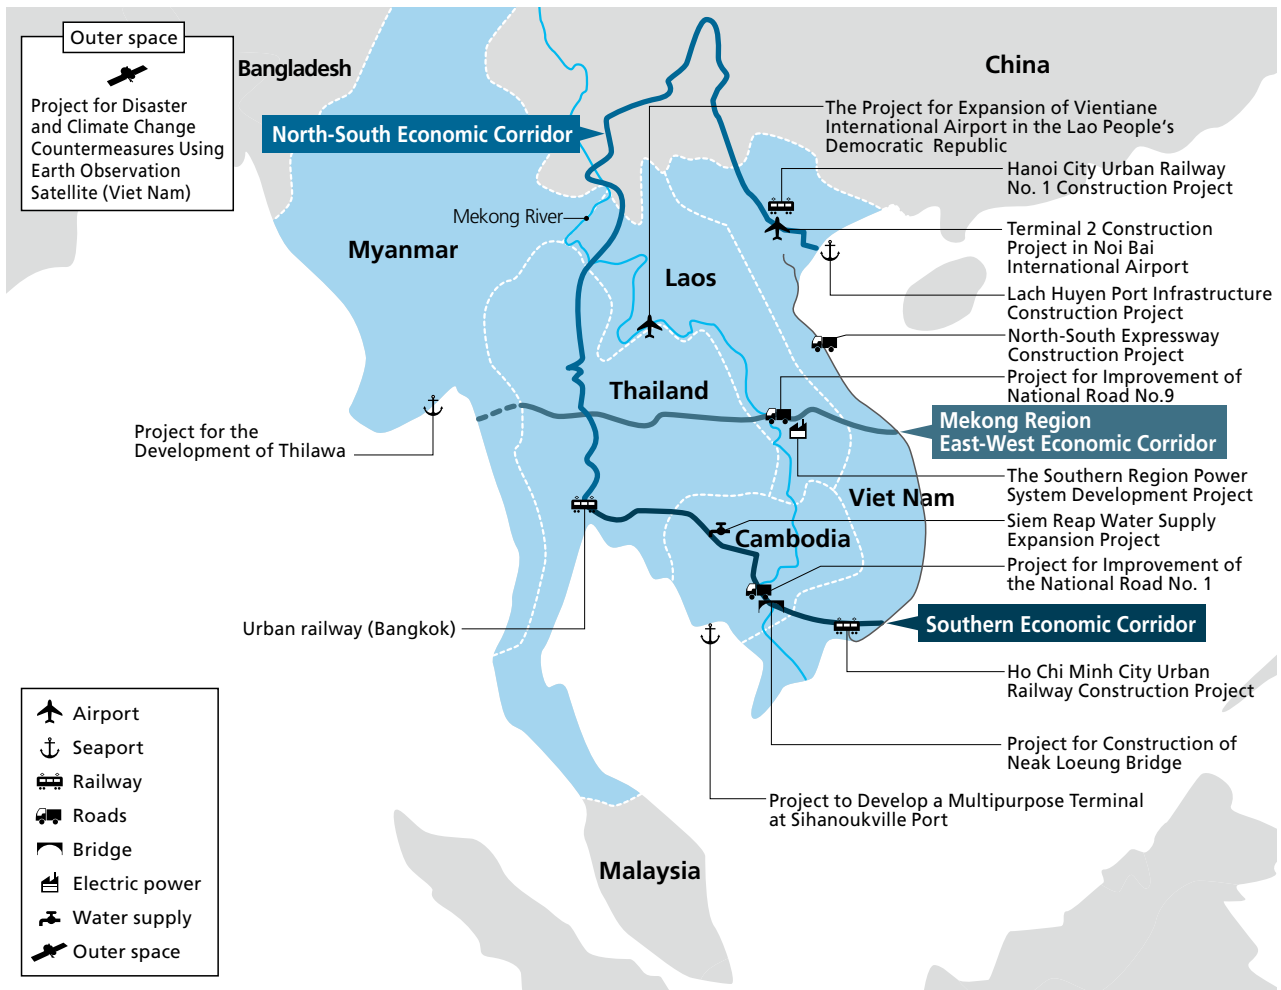 Outer space
Project for Disaster
and Climate Change
Countermeasures Using
Earth Observation
Satellite (Viet Nam)
Bangladesh
China
North-South Economic Corridor
The Project for Expansion of Vientiane
International Airport in the Lao People's
Democratic Republic
Hanoi City Urban Railway
No. 1 Construction Project
Mekong River
Myanmar
Terminal 2 Construction
Project in Noi Bai
International Airport
Laos
Lach Huyen Port Infrastructure
Construction Project
North-South Expressway
Construction Project
Thailand
Project for Improvement of
National Road No.9
Mekong Region
East-West Economic Corridor
Project for the
Development of Thilawa
The Southern Region Power
System Development Project
Viet Nam
Siem Reap Water Supply
Expansion Project
Cambodia
Project for Improvement of
the National Road No. 1
Urban railway (Bangkok)
Southern Economic Corridor
Ho Chi Minh City Urban
Railway Construction Project
Project for Construction of
Neak Loeung Bridge
Project to Develop a Multipurpose Terminal
at Sihanoukville Port
Malaysia
Airport
Seaport
Railway
Roads
Bridge
Electric power
Water supply
Outer space